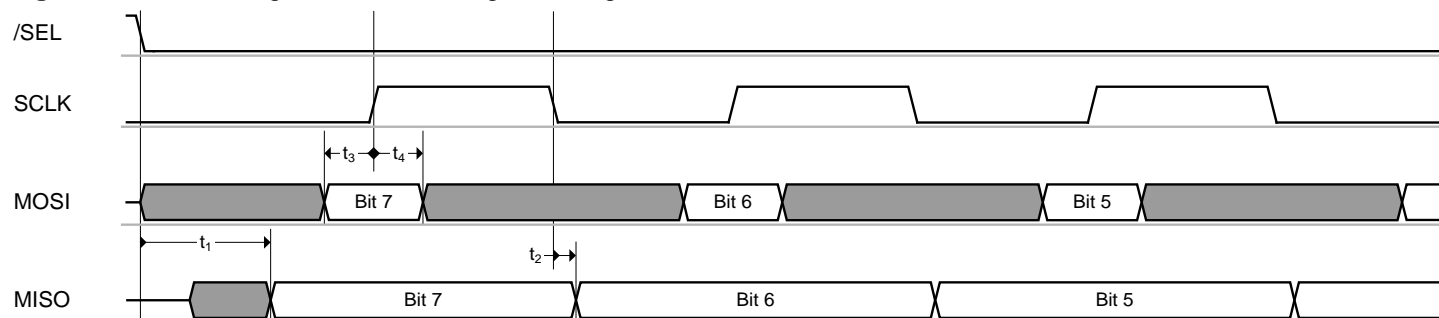 /SEL
SCLK
t3 t4
MOSI Bit 7 Bit 6 Bit 5
t1 t2
MISO Bit 7 Bit 6 Bit 5